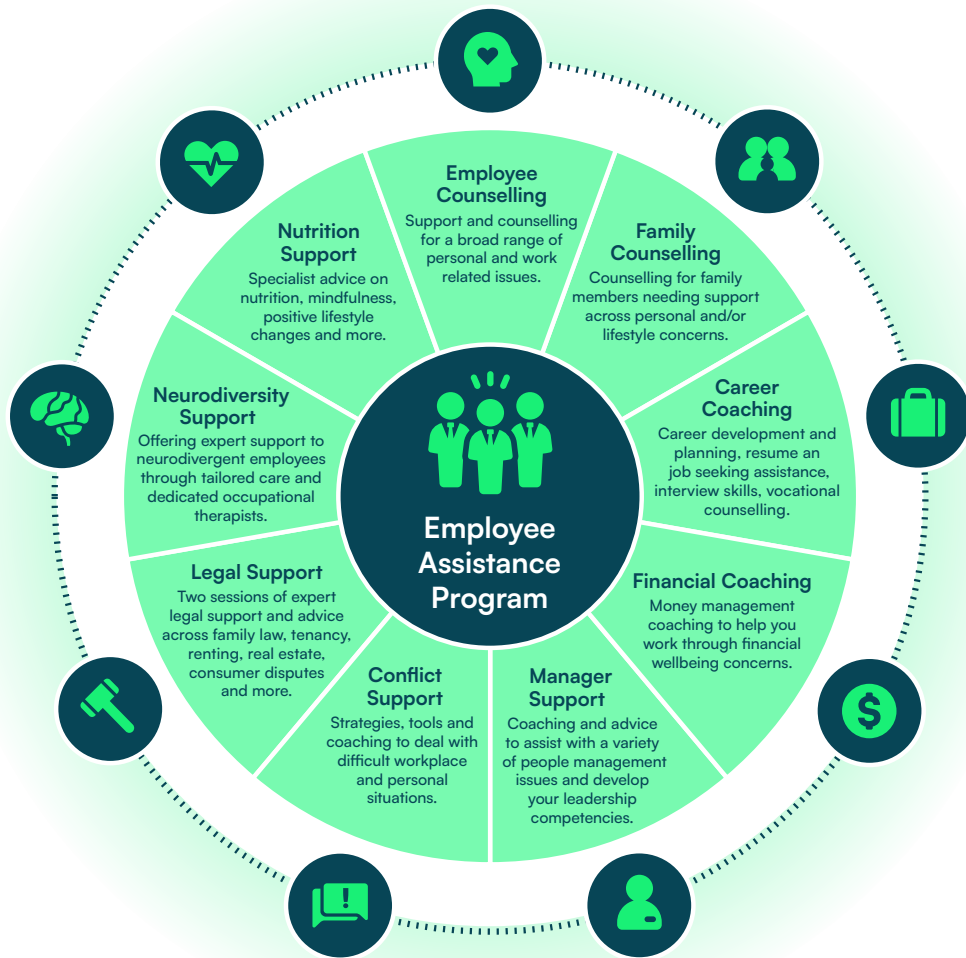 Employee
Counselling
Support and counselling
for a broad range of
personal and work
related issues.
Family
Counselling
Counselling for family
members needing support
across personal and/or
lifestyle concerns.
Career
Coaching
Career development and
planning, resume an
job seeking assistance,
interview skills, vocational
counselling.
Financial Coaching
Money management
coaching to help you
work through financial
wellbeing concerns.
Manager
Support
Coaching and advice
to assist with a variety
of people management
issues and develop
your leadership
competencies.
Conflict
Support
Strategies, tools and
coaching to deal with
difficult workplace
and personal
situations.
Legal Support
Two sessions of expert
legal support and advice
across family law, tenancy,
renting, real estate,
consumer disputes
and more.
Neurodiversity
Support
Offering expert support to
neurodivergent employees
through tailored care and
dedicated occupational
therapists.
Nutrition
Support
Specialist advice on
nutrition, mindfulness,
positive lifestyle
changes and more.
Employee
Assistance
Program
$
!